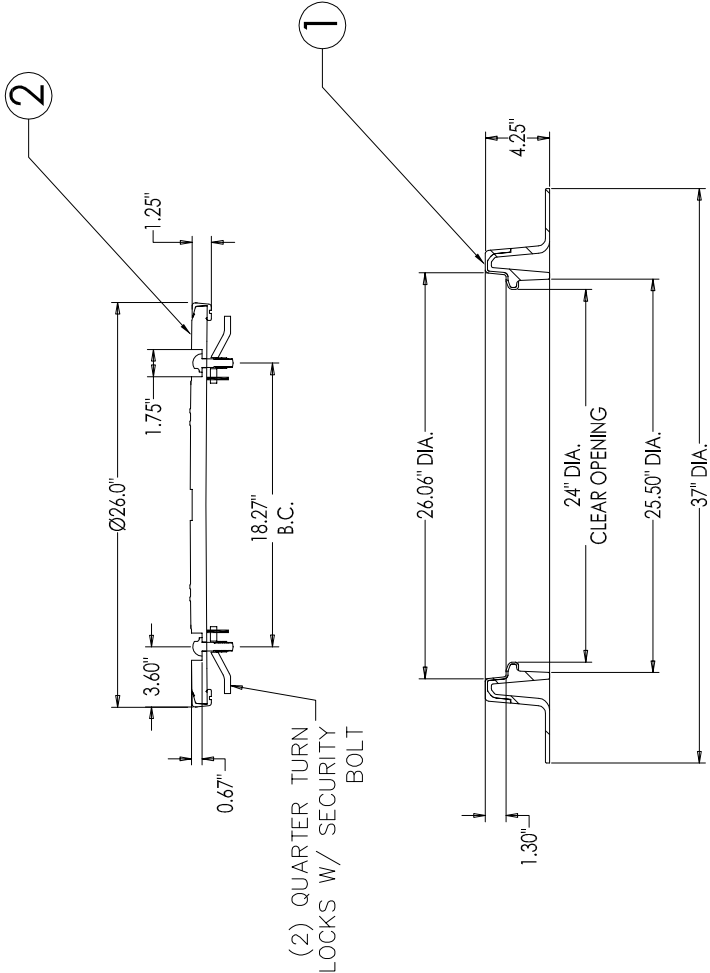 2
1
1.25"
Ø26.0"
1.75"
3.60"
18.27"
B.C.
0.67"
(2) QUARTER TURN
LOCKS W/ SECURITY
BOLT
4.25"
26.06" DIA.
24" DIA.
CLEAR OPENING
25.50" DIA.
37" DIA.
1.30"